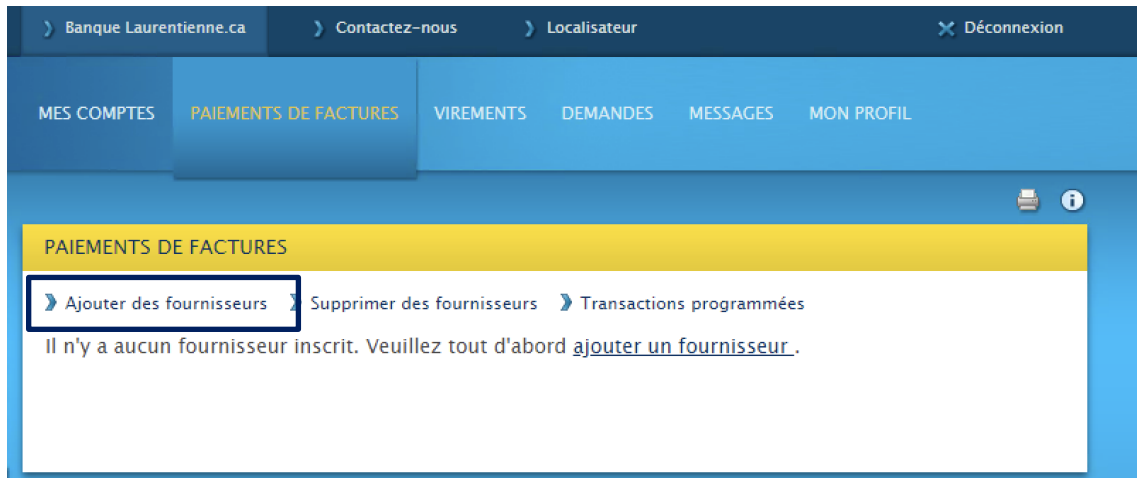 Banque Laurentienne.ca Contactez-nous Localisateur Déconnexion
MES COMPTES PAIEMENTS DE FACTURES VIREMENTS DEMANDES MESSAGES MON PROFIL
PAIEMENTS DE FACTURES
Ajouter des fournisseurs Supprimer des fournisseurs Transactions programmées
Il n'y a aucun fournisseur inscrit. Veuillez tout d'abord ajouter un fournisseur .